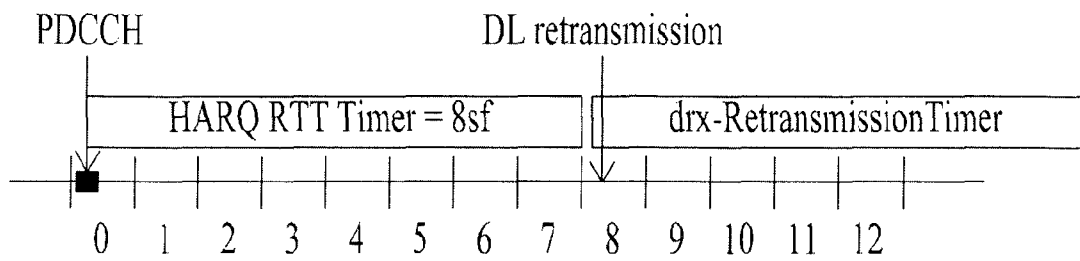 PDCCH DL retransmission
HARQ RTT Timer = 8sf drx-RetransmissionTimer
0 1 2 3 4 5 6 7 8 9 10 11 12